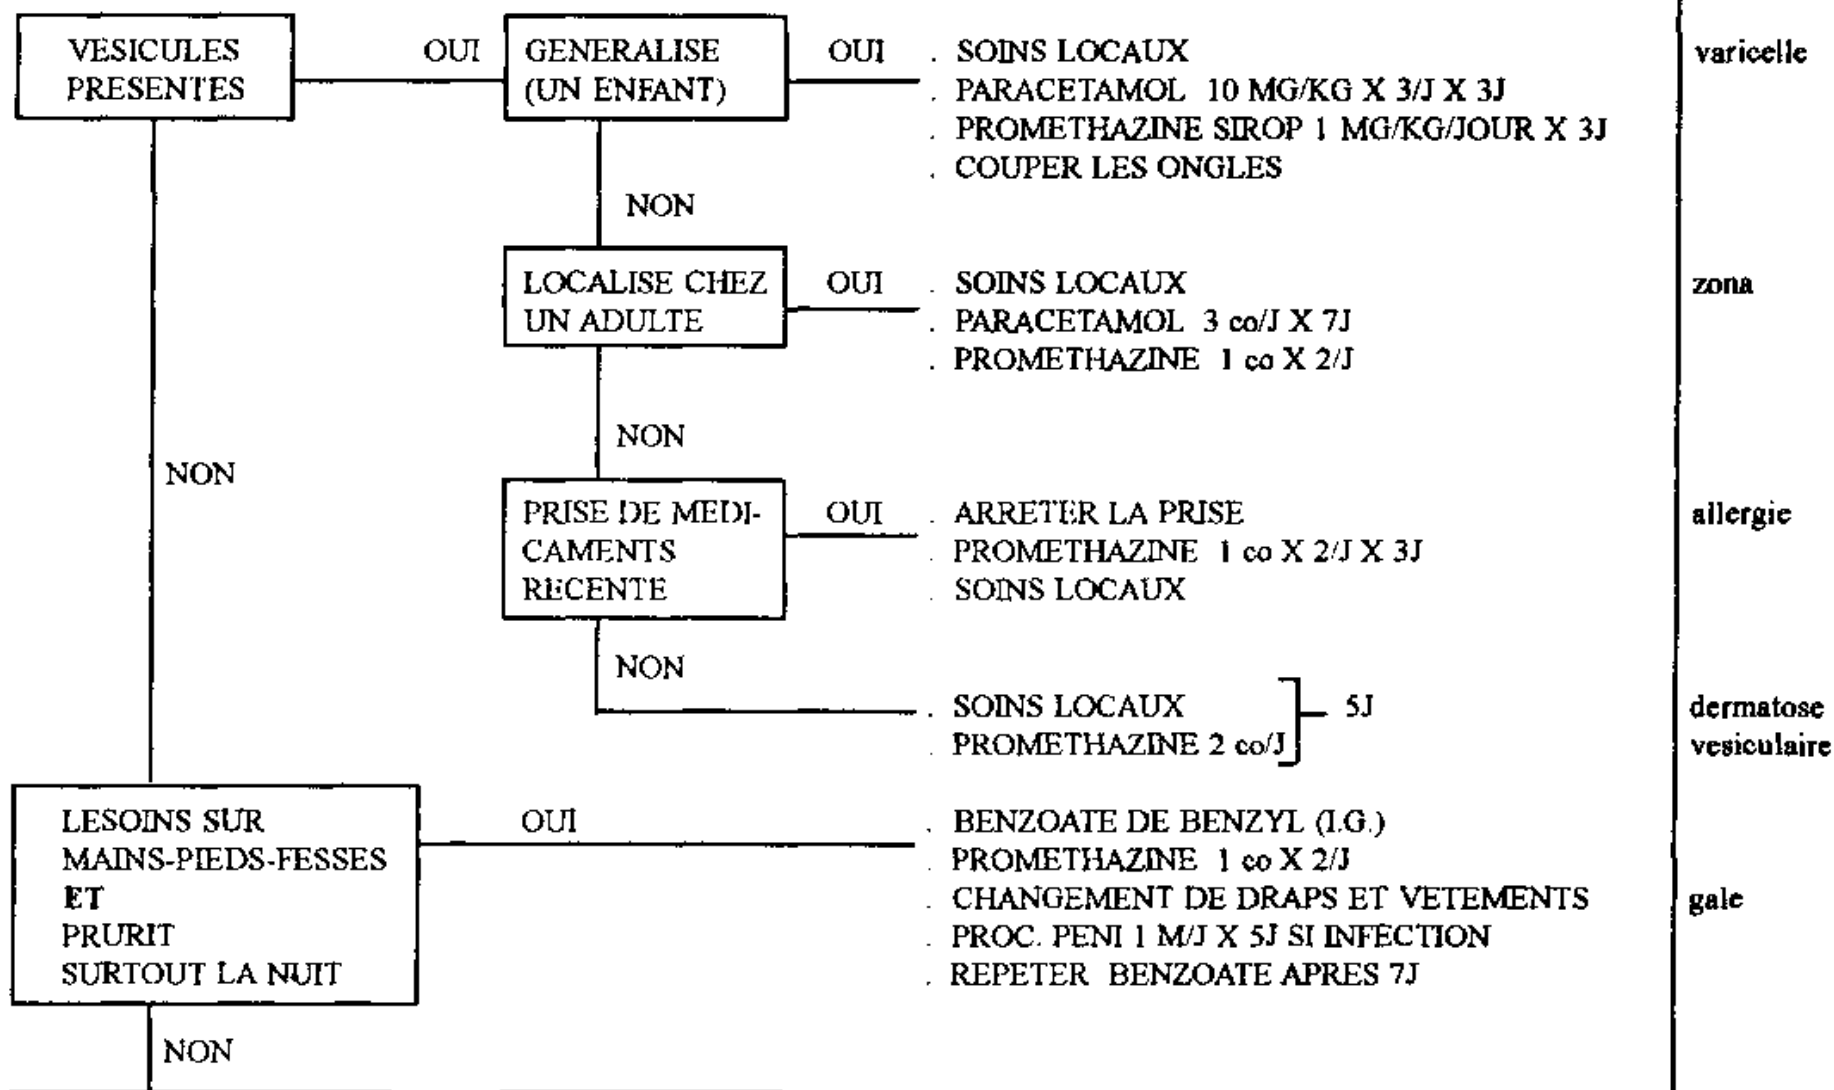 VESICULES
PRESENTES
OUI
GENERALISE
(UN ENFANT)
OUI
. SOINS LOCAUX
. PARACETAMOL 10 MG/KG X 3/J X 3J
. PROMETHAZINE SIROP 1 MG/KG/JOUR X 3J
. COUPER LES ONGLES
varicelle
NON
LOCALISE CHEZ
UN ADULTE
OUI
. SOINS LOCAUX
. PARACETAMOL 3 co/J X 7J
. PROMETHAZINE 1 co X 2/J
zona
NON
NON
PRISE DE MEDI-
CAMENTS
RECENTE
OUI
. ARRETER LA PRISE
. PROMETHAZINE 1 co X 2/J X 3J
. SOINS LOCAUX
allergie
NON
. SOINS LOCAUX
. PROMETHAZINE 2 co/J
5J
dermatose
vesiculaire
LESOINS SUR
MAINS-PIEDS-FESSES
ET
PRURIT
SURTOUT LA NUIT
OUI
. BENZOATE DE BENZYL (I.G.)
. PROMETHAZINE 1 co X 2/J
. CHANGEMENT DE DRAPS ET VETEMENTS
. PROC. PENI 1 M/J X 5J SI INFECTION
. REPETER BENZOATE APRES 7J
gale
NON